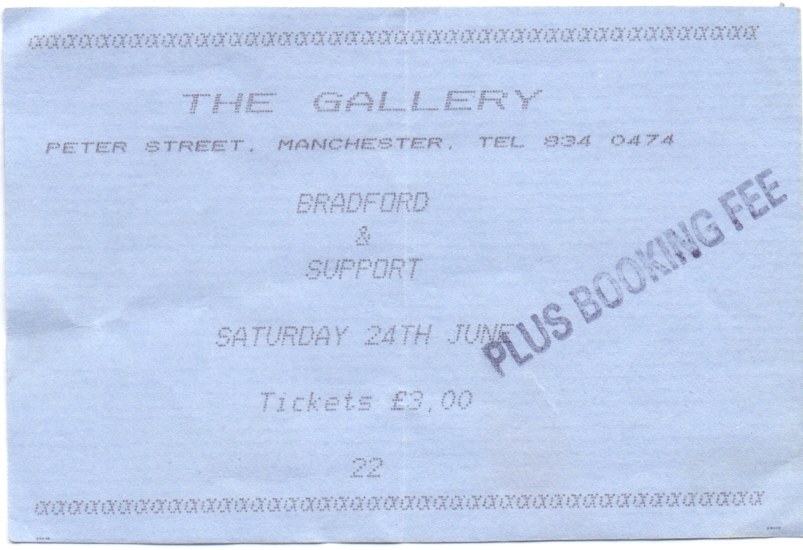 THE GALLERY
PETER STREET, MANCHESTER, TEL 834 0474
BRADFORD
&
SUPPORT
SATURDAY 24TH JUNE
PLUS BOOKING FEE
Tickets £3,00
22